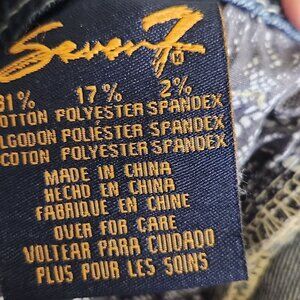 Seven7 M
81% 17% 2%
COTTON POLYESTER SPANDEX
ALGODON POLIESTER SPANDEX
COTON POLYESTER SPANDEX
MADE IN CHINA
HECHO EN CHINA
FABRIQUE EN CHINE
OVER FOR CARE
VOLTEAR PARA CUIDADO
PLUS POUR LES SOINS